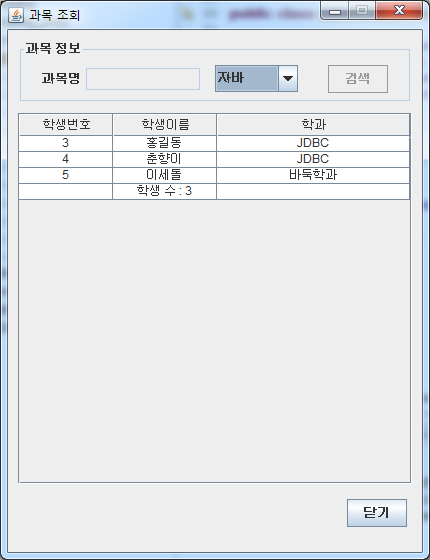 과목 조회
public class
과목 정보
과목명 자바 검색
학생번호 학생이름 학과
3 홍길동 JDBC
4 춘향이 JDBC
5 이세돌 바둑학과
학생 수 : 3
닫기